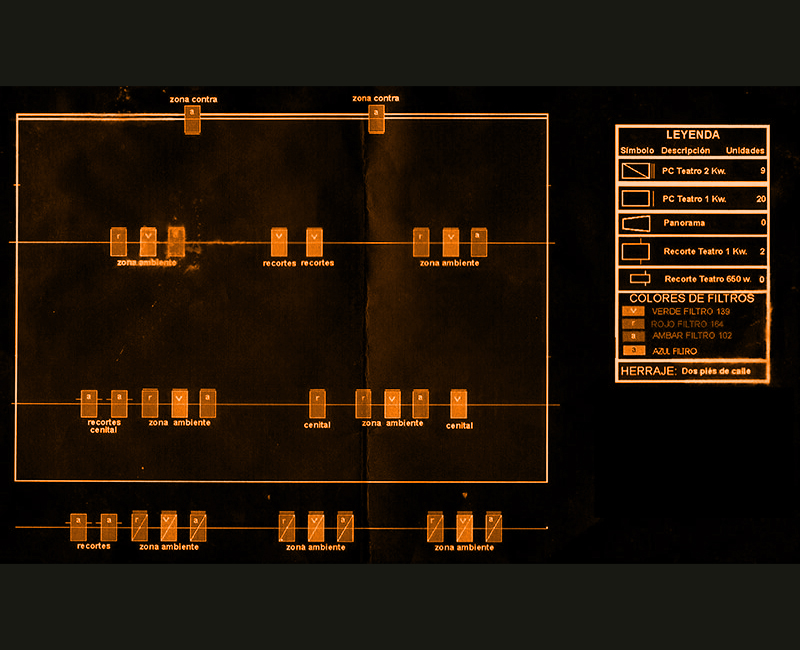 zona contra
zona contra
a
a
r v
v v
r v a
zona ambiente
recortes recortes
zona ambiente
a a r v a
r
r v a
v
recortes
cenital
zona ambiente
cenital
zona ambiente
cenital
a a r v a
r v a
r v a
recortes
zona ambiente
zona ambiente
zona ambiente
LEYENDA
Símbolo Descripción Unidades
PC Teatro 2 Kw. 9
PC Teatro 1 Kw. 20
Panorama 0
Recorte Teatro 1 Kw. 2
Recorte Teatro 650 w. 0
COLORES DE FILTROS
v VERDE FILTRO 139
r ROJO FILTRO 164
a AMBAR FILTRO 102
a AZUL FILTRO
HERRAJE: Dos piés de calle